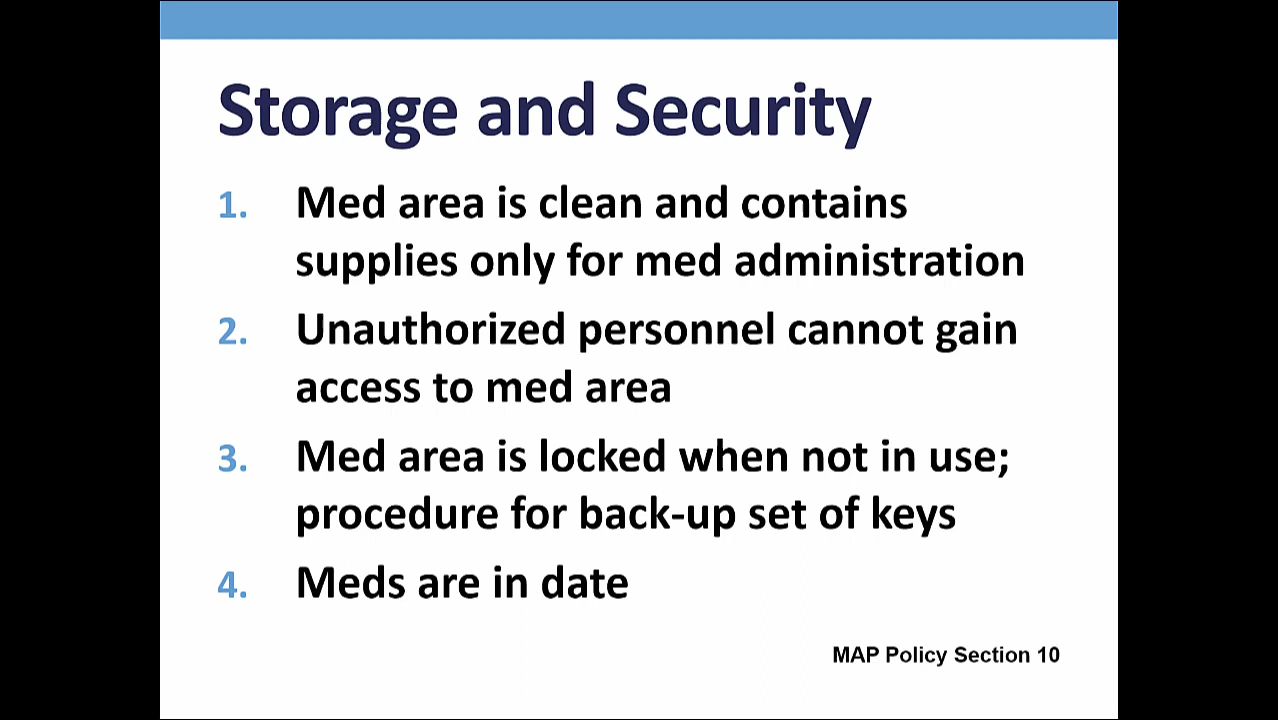 Storage and Security
1. Med area is clean and contains
supplies only for med administration
2. Unauthorized personnel cannot gain
access to med area
3. Med area is locked when not in use;
procedure for back-up set of keys
4. Meds are in date
MAP Policy Section 10